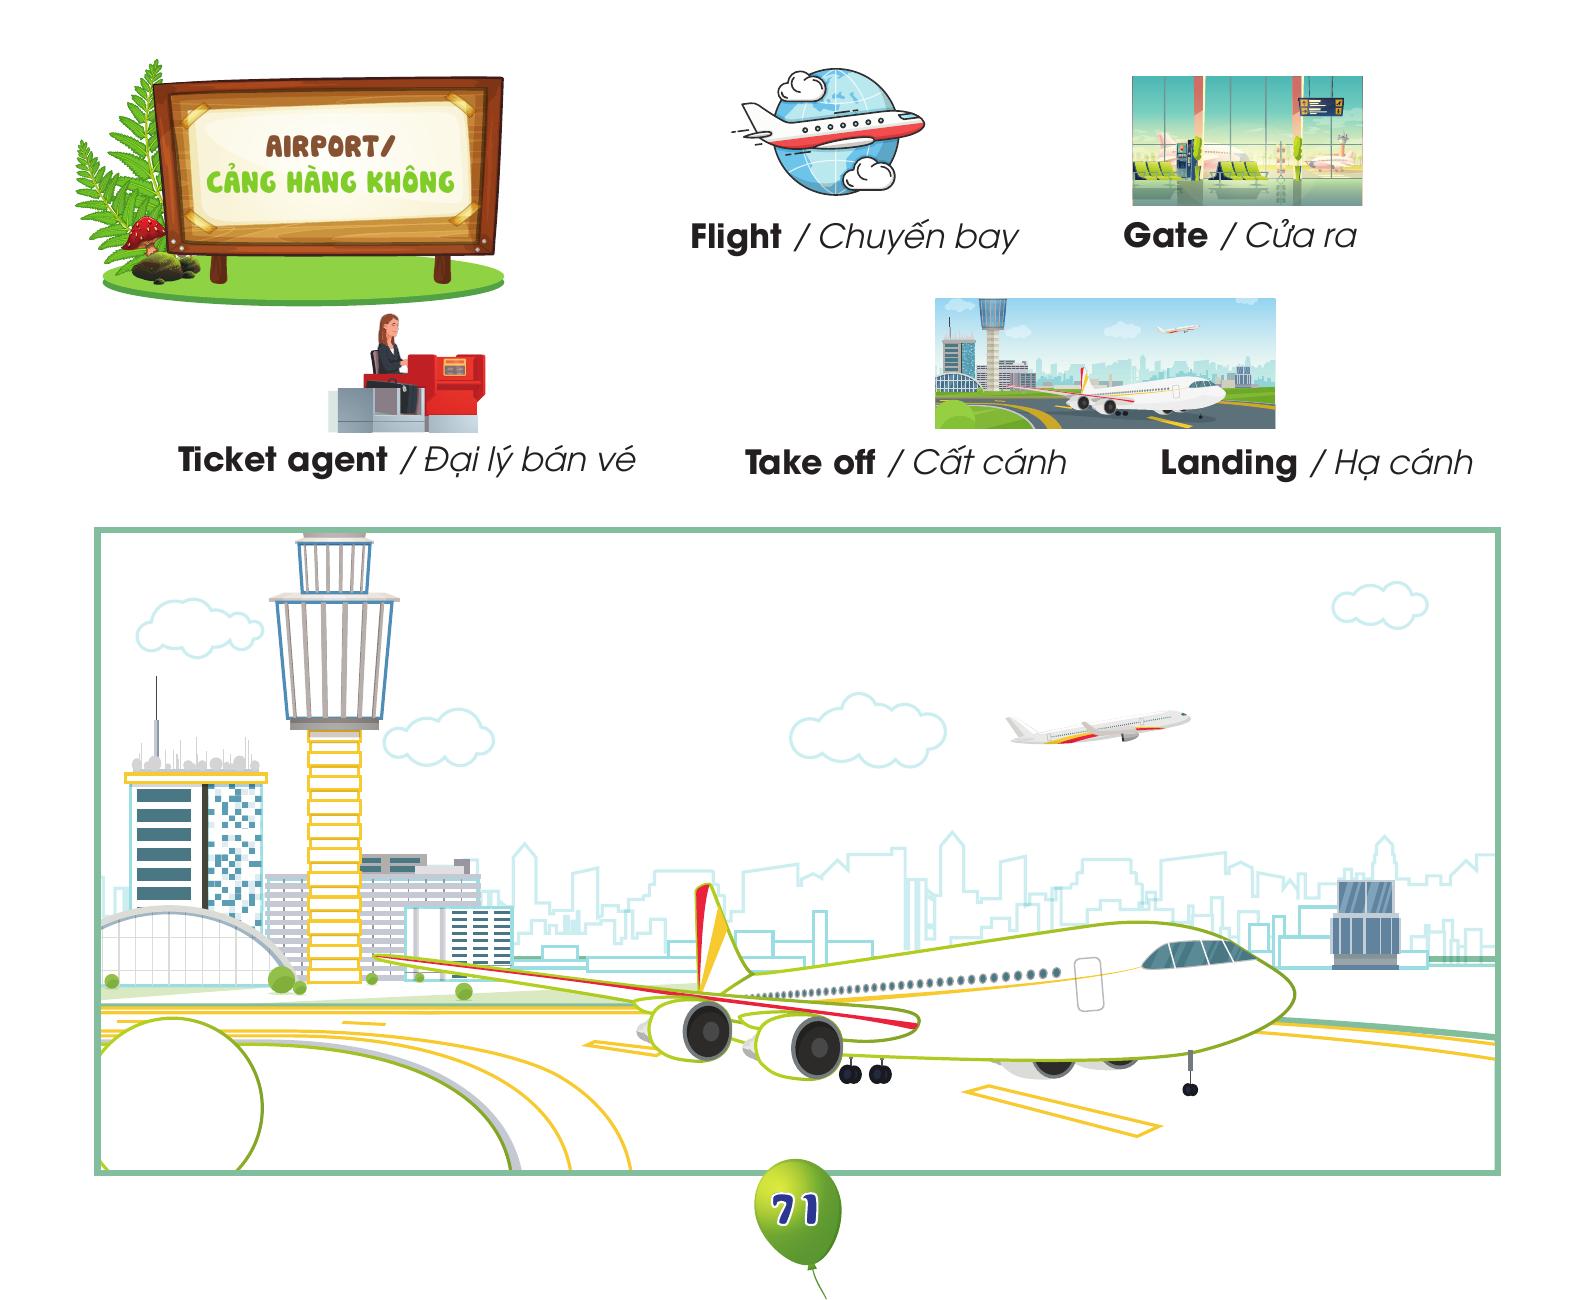 AIRPORT/
CẢNG HÀNG KHÔNG
Flight / Chuyến bay
Gate / Cửa ra
Ticket agent / Đại lý bán vé
Take off / Cất cánh
Landing / Hạ cánh
71